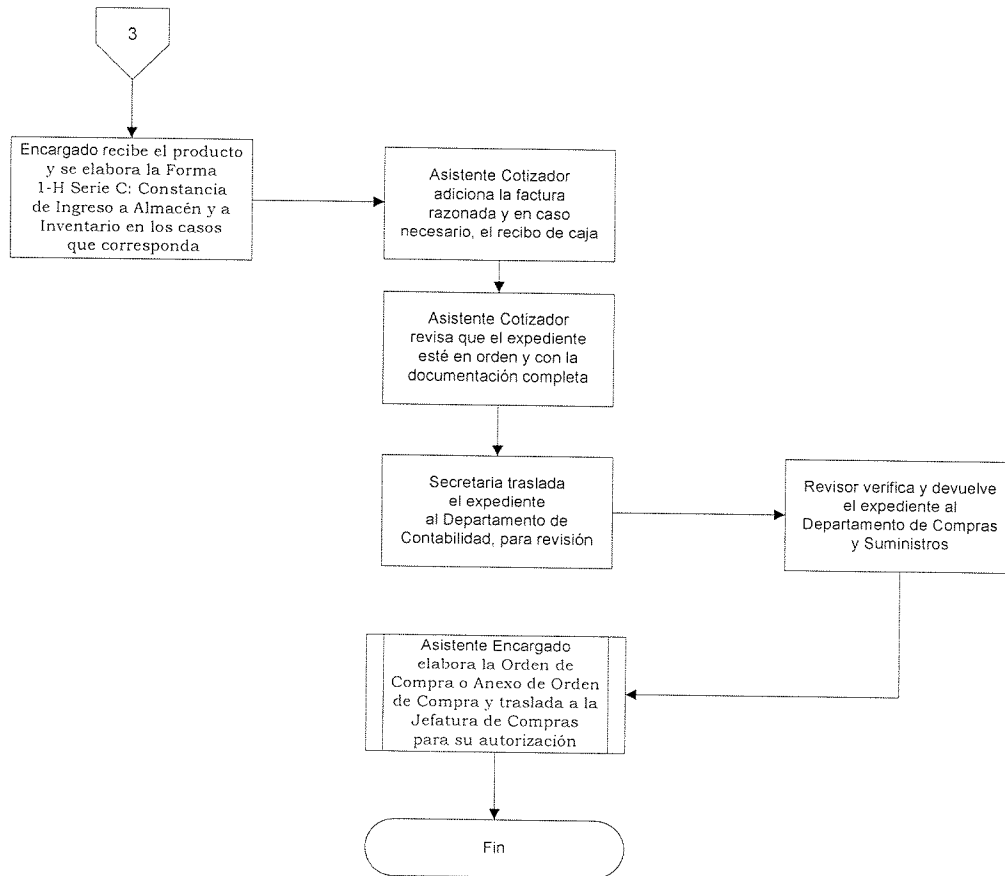 3
Encargado recibe el producto
y se elabora la Forma
1-H Serie C: Constancia
de Ingreso a Almacén y a
Inventario en los casos
que corresponda
Asistente Cotizador
adiciona la factura
razonada y en caso
necesario, el recibo de caja
Asistente Cotizador
revisa que el expediente
esté en orden y con la
documentación completa
Secretaria traslada
el expediente
al Departamento de
Contabilidad, para revisión
Revisor verifica y devuelve
el expediente al
Departamento de Compras
y Suministros
Asistente Encargado
elabora la Orden de
Compra o Anexo de Orden
de Compra y traslada a la
Jefatura de Compras
para su autorización
Fin